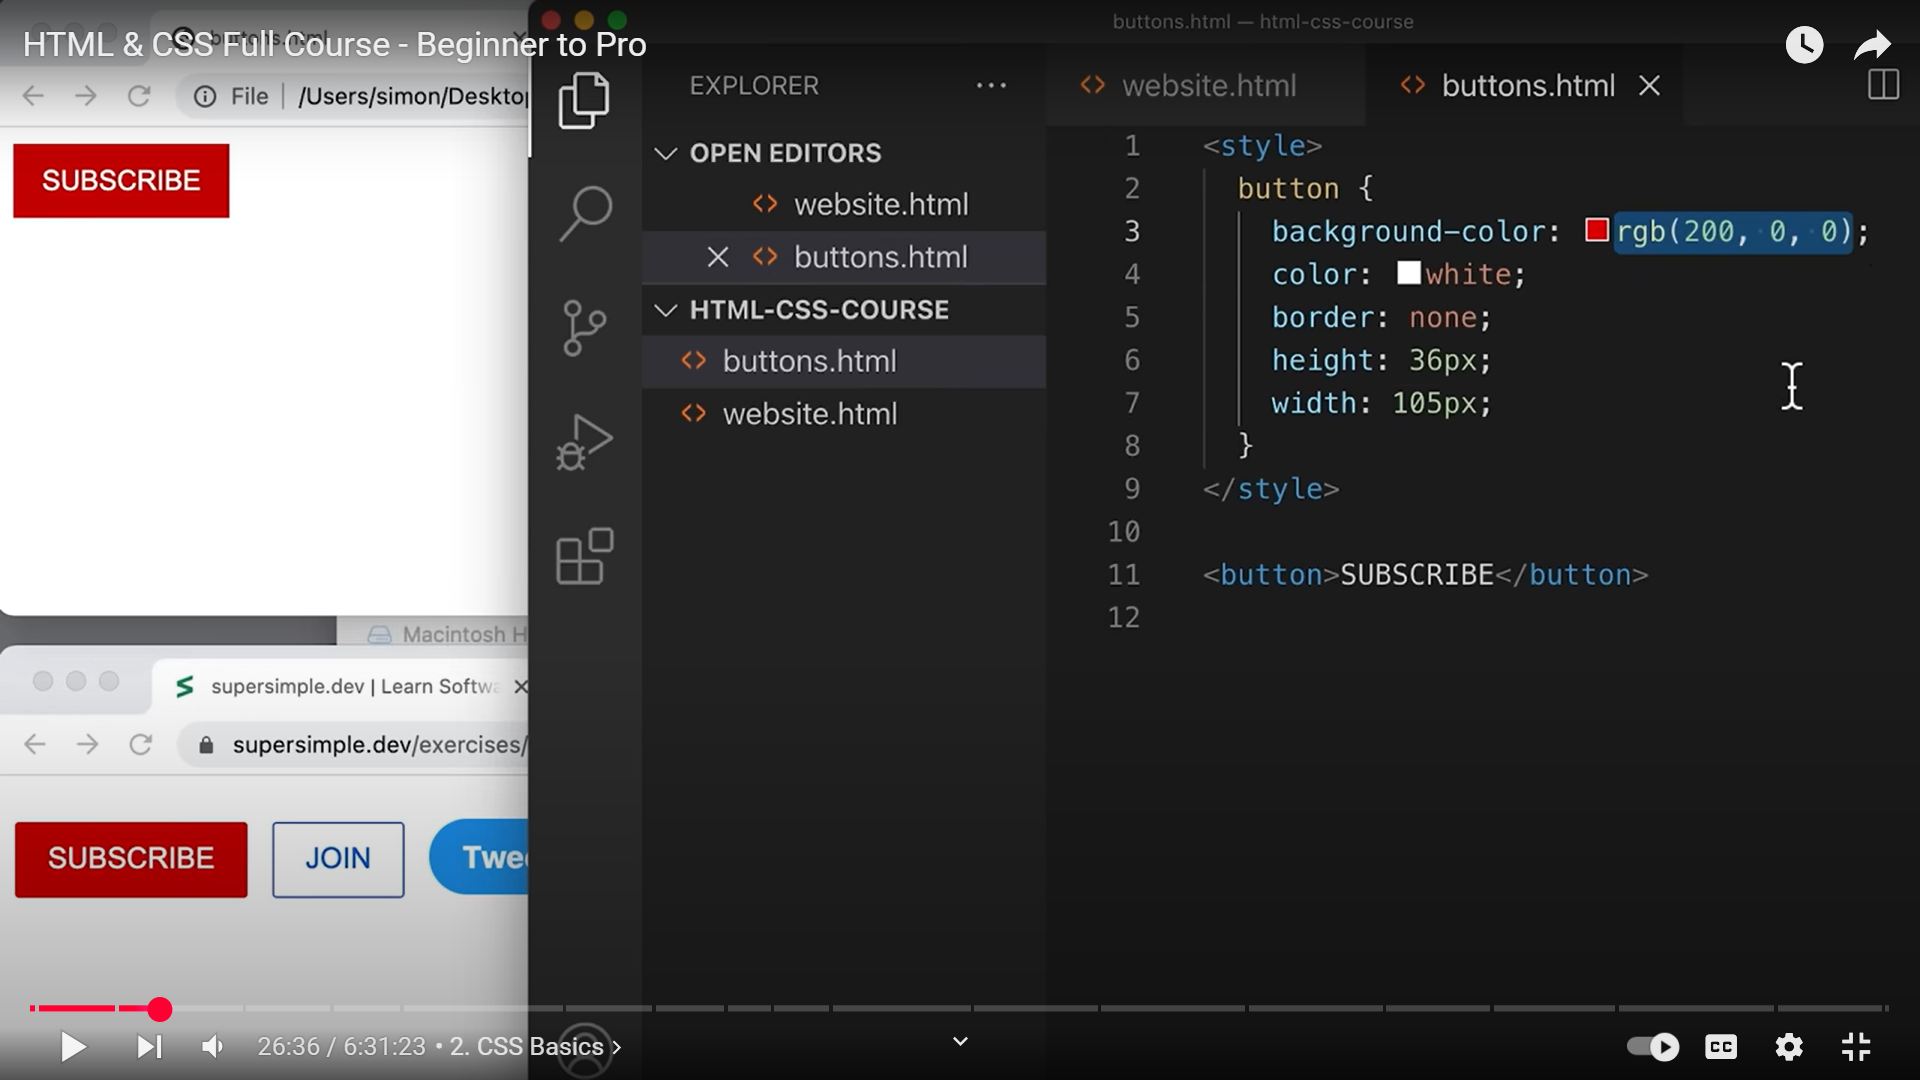 HTML & CSS Full Course - Beginner to Pro
buttons.html — html-css-course
File | /Users/simon/Deskto
SUBSCRIBE
EXPLORER
OPEN EDITORS
website.html
buttons.html
HTML-CSS-COURSE
buttons.html
website.html
website.html
buttons.html
1 <style>
2 button {
3 background-color: rgb(200, 0, 0);
4 color: white;
5 border: none;
6 height: 36px;
7 width: 105px;
8 }
9 </style>
10
11 <button>SUBSCRIBE</button>
12
Macintosh H
supersimple.dev | Learn Softwa
supersimple.dev/exercises/
SUBSCRIBE
JOIN
Twee
26:36 / 6:31:23 • 2. CSS Basics
CC